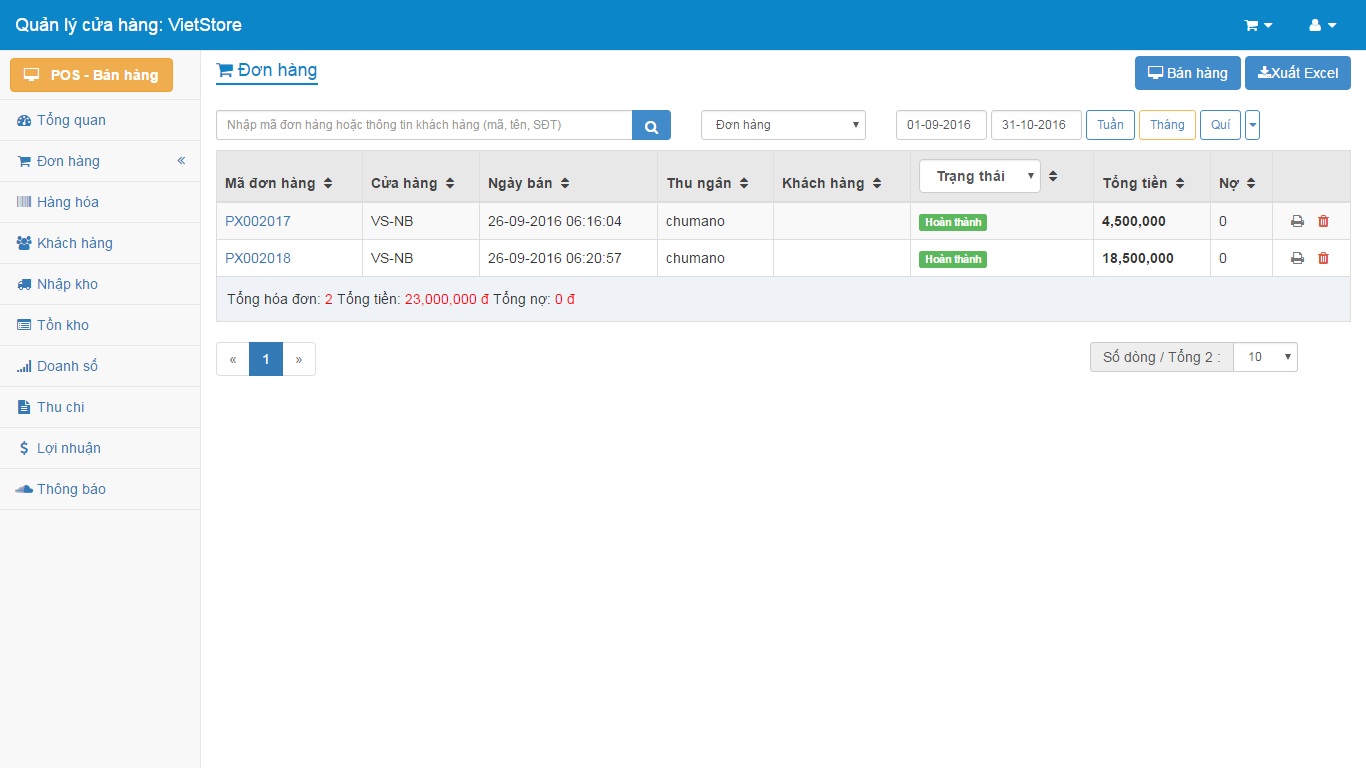 Quản lý cửa hàng: VietStore
POS - Bán hàng
Tổng quan
Đơn hàng
Hàng hóa
Khách hàng
Nhập kho
Tồn kho
Doanh số
Thu chi
Lợi nhuận
Thông báo
Đơn hàng
Bán hàng
Xuất Excel
Nhập mã đơn hàng hoặc thông tin khách hàng (mã, tên, SĐT)
Đơn hàng
01-09-2016
31-10-2016
Tuần
Tháng
Quí
Mã đơn hàng Cửa hàng Ngày bán Thu ngân Khách hàng Trạng thái Tổng tiền Nợ
PX002017 VS-NB 26-09-2016 06:16:04 chumano Hoàn thành 4,500,000 0
PX002018 VS-NB 26-09-2016 06:20:57 chumano Hoàn thành 18,500,000 0
Tổng hóa đơn: 2 Tổng tiền: 23,000,000 đ Tổng nợ: 0 đ
« 1 »
Số dòng / Tổng 2 : 10